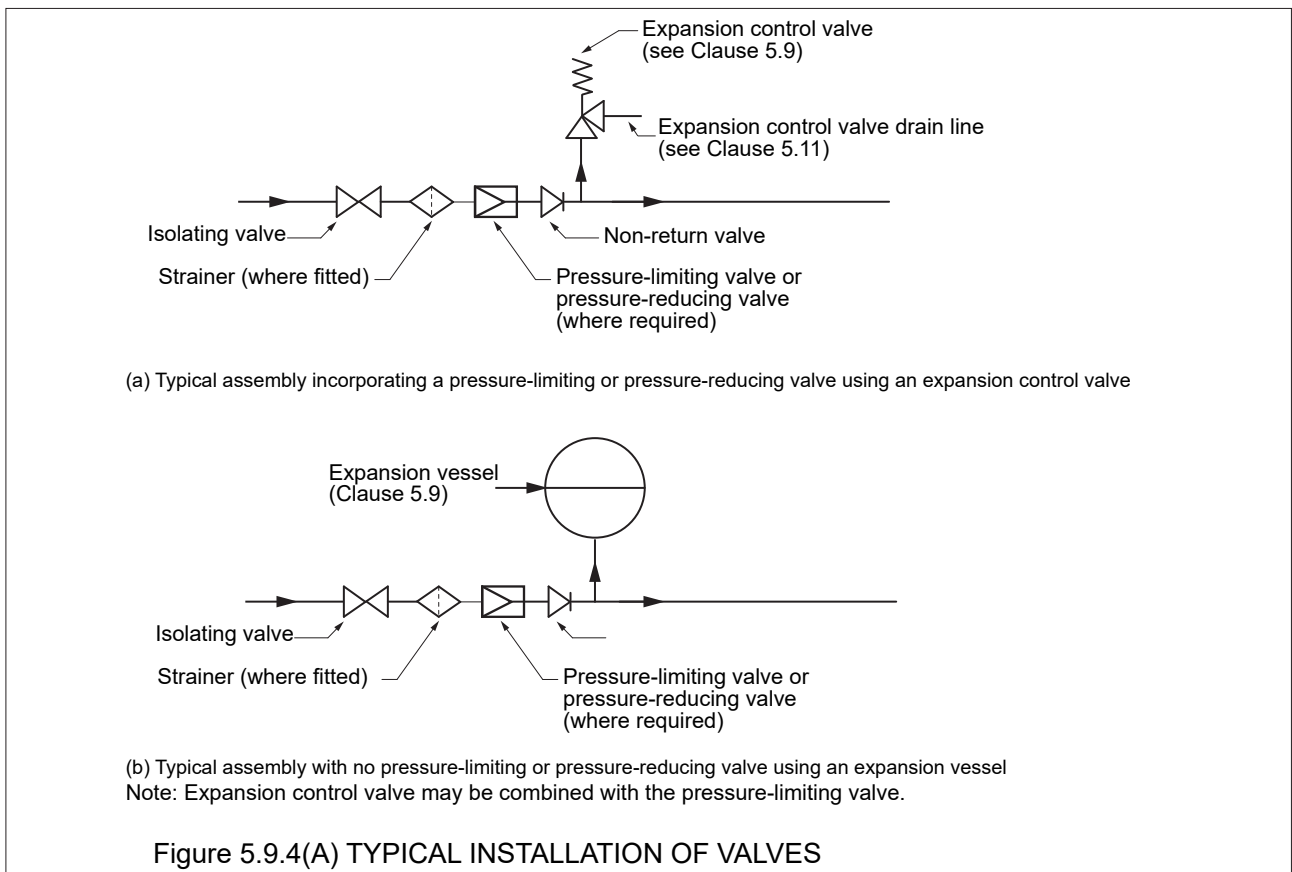 Expansion control valve
(see Clause 5.9)
Expansion control valve drain line
(see Clause 5.11)
Isolating valve
Non-return valve
Strainer (where fitted)
Pressure-limiting valve or
pressure-reducing valve
(where required)
(a) Typical assembly incorporating a pressure-limiting or pressure-reducing valve using an expansion control valve
Expansion vessel
(Clause 5.9)
Isolating valve
Strainer (where fitted)
Pressure-limiting valve or
pressure-reducing valve
(where required)
(b) Typical assembly with no pressure-limiting or pressure-reducing valve using an expansion vessel
Note: Expansion control valve may be combined with the pressure-limiting valve.
Figure 5.9.4(A) TYPICAL INSTALLATION OF VALVES